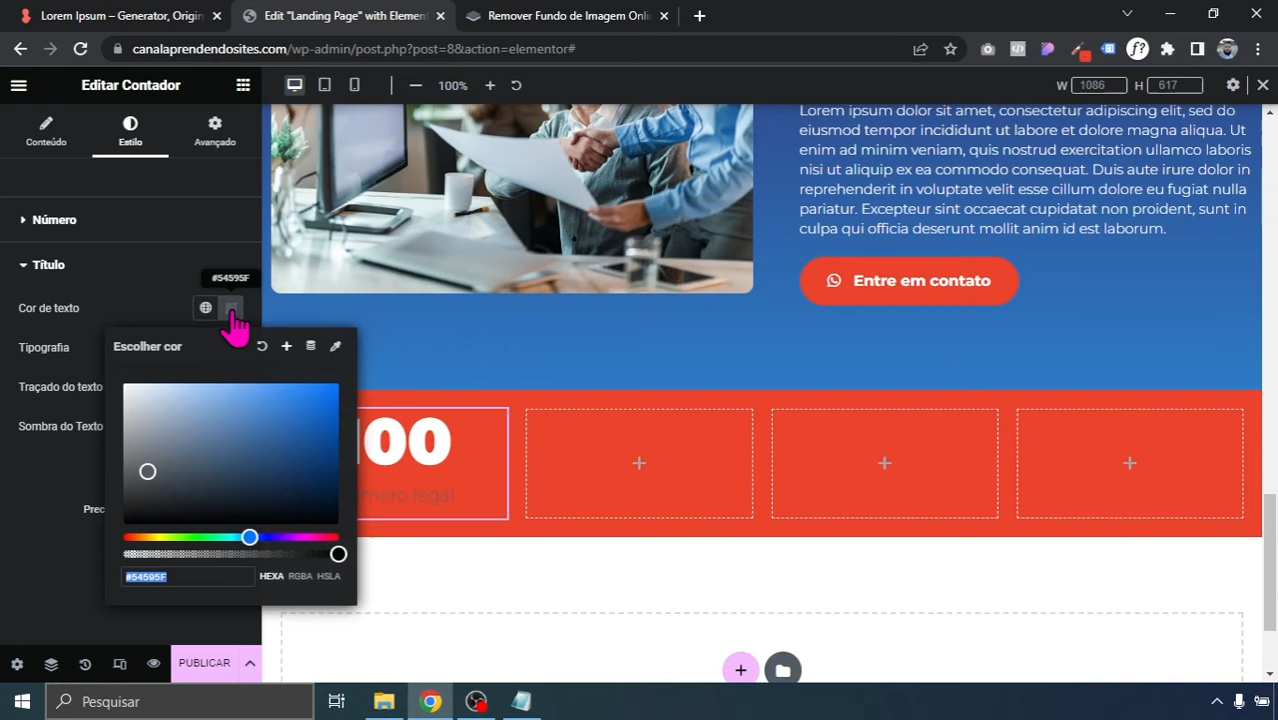 Lorem Ipsum – Generator, Origin
Edit "Landing Page" with Element
Remover Fundo de Imagem Onli
canalaprendendosites.com/wp-admin/post.php?post=8&action=elementor#
f?
Editar Contador
100%
W 1086
H 617
Conteúdo
Estilo
Avançado
Número
Título
#54595F
Cor de texto
Tipografia
Traçado do texto
Sombra do Texto
Escolher cor
#54595F
HEXA RGBA HSLA
Prec
PUBLICAR
Lorem ipsum dolor sit amet, consectetur adipiscing elit, sed do
eiusmod tempor incididunt ut labore et dolore magna aliqua. Ut
enim ad minim veniam, quis nostrud exercitation ullamco laboris
nisi ut aliquip ex ea commodo consequat. Duis aute irure dolor in
reprehenderit in voluptate velit esse cillum dolore eu fugiat nulla
pariatur. Excepteur sint occaecat cupidatat non proident, sunt in
culpa qui officia deserunt mollit anim id est laborum.
Entre em contato
100
mero legal
Pesquisar